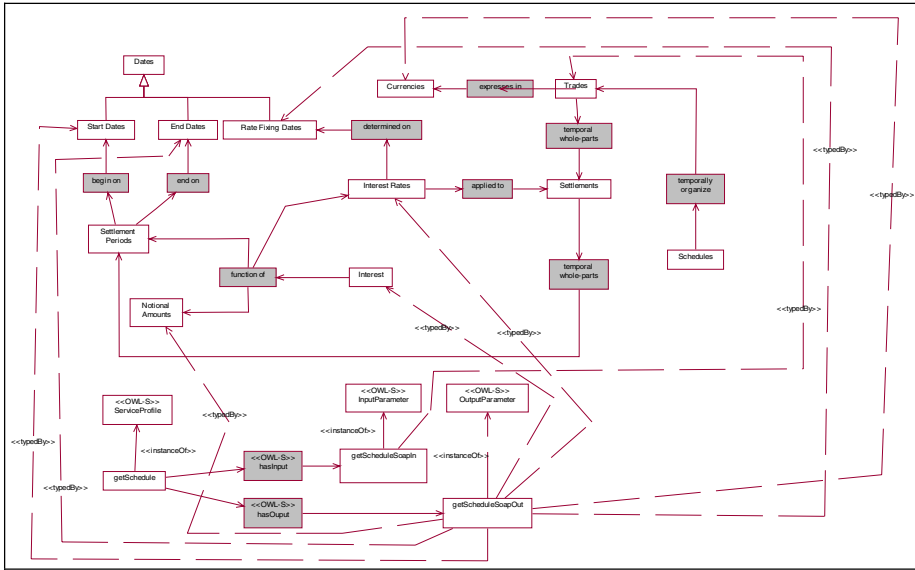 Dates
Currencies
expresses in
Trades
Start Dates
End Dates
Rate Fixing Dates
determined on
temporal
whole-parts
<<typedBy>>
<<typedBy>>
begin on
end on
Interest Rates
applied to
Settlements
temporally
organize
Settlement
Periods
Schedules
function of
Interest
temporal
whole-parts
Notional
Amounts
<<typedBy>>
<<typedBy>>
<<typedBy>>
<<OWL-S>>
ServiceProfile
<<OWL-S>>
InputParameter
<<OWL-S>>
OutputParameter
<<typedBy>>
<<instanceOf>>
<<typedBy>>
<<instanceOf>>
<<OWL-S>>
hasInput
getScheduleSoapIn
<<instanceOf>>
getSchedule
<<typedBy>>
<<OWL-S>>
hasOuput
getScheduleSoapOut